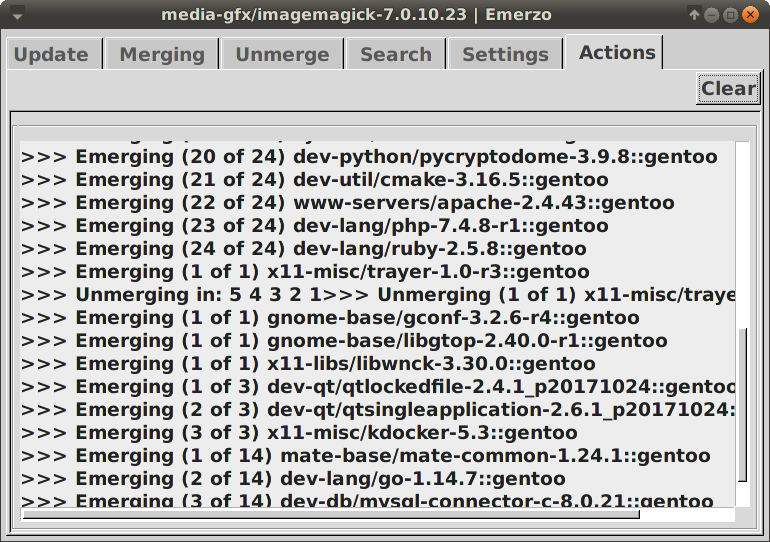 media-gfx/imagemagick-7.0.10.23 | Emerzo
Update Merging Unmerge Search Settings Actions
Clear
>>> Emerging (20 of 24) dev-python/pycryptodome-3.9.8::gentoo
>>> Emerging (21 of 24) dev-util/cmake-3.16.5::gentoo
>>> Emerging (22 of 24) www-servers/apache-2.4.43::gentoo
>>> Emerging (23 of 24) dev-lang/php-7.4.8-r1::gentoo
>>> Emerging (24 of 24) dev-lang/ruby-2.5.8::gentoo
>>> Emerging (1 of 1) x11-misc/trayer-1.0-r3::gentoo
>>> Unmerging in: 5 4 3 2 1>>> Unmerging (1 of 1) x11-misc/traye
>>> Emerging (1 of 1) gnome-base/gconf-3.2.6-r4::gentoo
>>> Emerging (1 of 1) gnome-base/libgtop-2.40.0-r1::gentoo
>>> Emerging (1 of 1) x11-libs/libwnck-3.30.0::gentoo
>>> Emerging (1 of 3) dev-qt/qtlockedfile-2.4.1_p20171024::gentoo
>>> Emerging (2 of 3) dev-qt/qtsingleapplication-2.6.1_p20171024:
>>> Emerging (3 of 3) x11-misc/kdocker-5.3::gentoo
>>> Emerging (1 of 14) mate-base/mate-common-1.24.1::gentoo
>>> Emerging (2 of 14) dev-lang/go-1.14.7::gentoo
>>> Emerging (3 of 14) dev-db/mysql-connector-c-8.0.21::gentoo